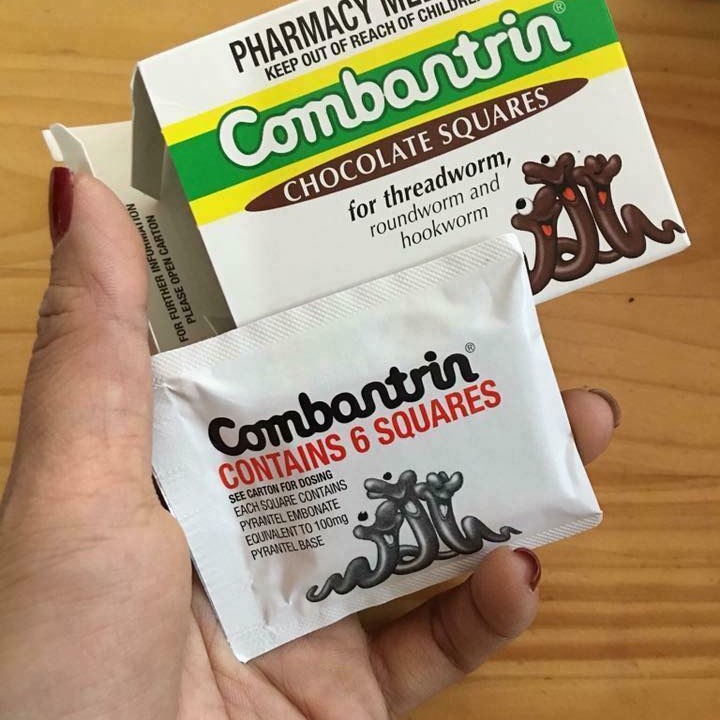 PHARMACY
KEEP OUT OF REACH OF CHILDREN
Combantrin®
CHOCOLATE SQUARES
for threadworm,
roundworm and
hookworm
FOR FURTHER INFORMATION
PLEASE OPEN CARTON
Combantrin®
CONTAINS 6 SQUARES
SEE CARTON FOR DOSING
EACH SQUARE CONTAINS
PYRANTEL EMBONATE
EQUIVALENT TO 100mg
PYRANTEL BASE